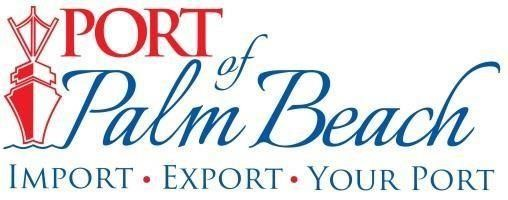 PORT of
Palm Beach
IMPORT • EXPORT • YOUR PORT